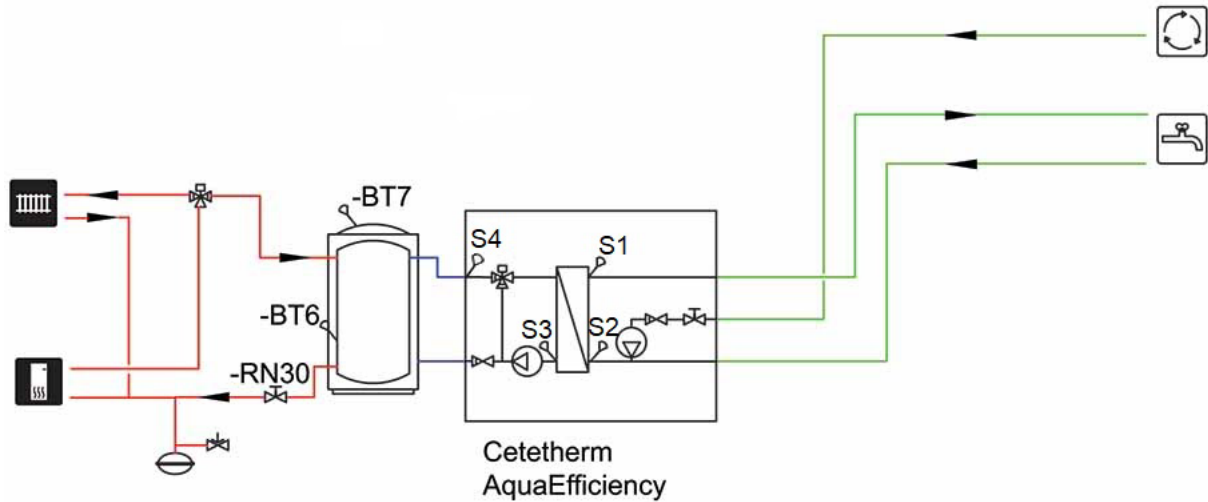 -BT7
S4
S1
-BT6
S3
S2
-RN30
Cetetherm
AquaEfficiency